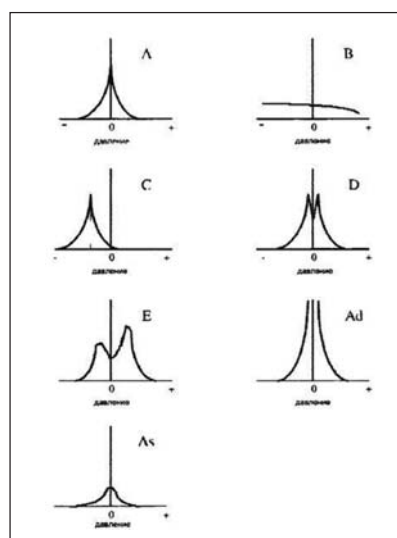 A
B
- 0 +
давление
- 0 +
давление
C
D
- 0 +
давление
- 0 +
давление
E
Ad
- 0 +
давление
- 0 +
давление
As
- 0 +
давление